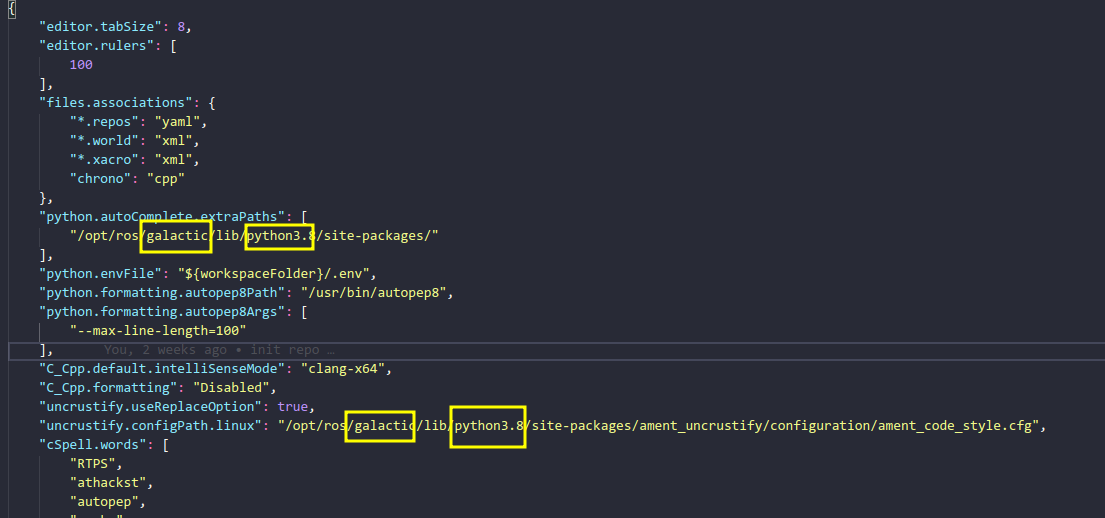 {
"editor.tabSize": 8,
"editor.rulers": [
100
],
"files.associations": {
"*.repos": "yaml",
"*.world": "xml",
"*.xacro": "xml",
"chrono": "cpp"
},
"python.autoComplete.extraPaths": [
"/opt/ros/galactic/lib/python3.8/site-packages/"
],
"python.envFile": "${workspaceFolder}/.env",
"python.formatting.autopep8Path": "/usr/bin/autopep8",
"python.formatting.autopep8Args": [
"--max-line-length=100"
], You, 2 weeks ago • init repo …
"C_Cpp.default.intelliSenseMode": "clang-x64",
"C_Cpp.formatting": "Disabled",
"uncrustify.useReplaceOption": true,
"uncrustify.configPath.linux": "/opt/ros/galactic/lib/python3.8/site-packages/ament_uncrustify/configuration/ament_code_style.cfg",
"cSpell.words": [
"RTPS",
"athackst",
"autopep",